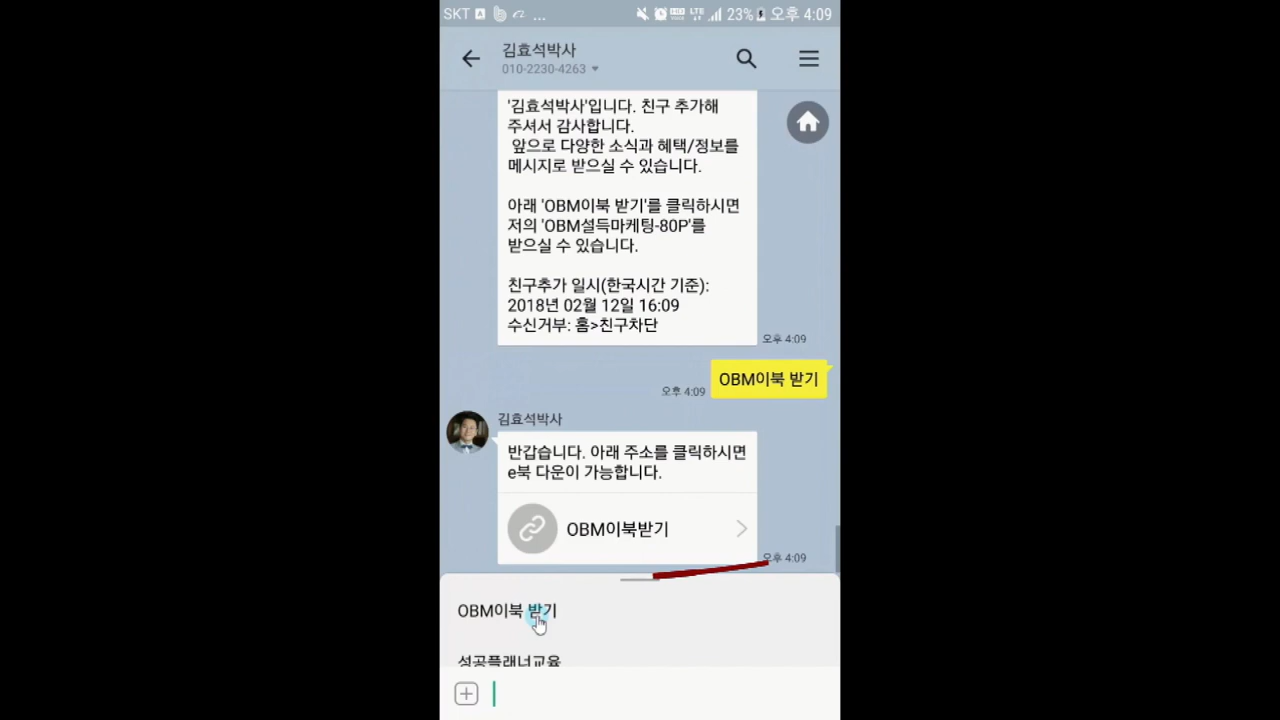 SKT
...
LTE
23%
오후 4:09
김효석박사
010-2230-4263
'김효석박사'입니다. 친구 추가해
주셔서 감사합니다.
앞으로 다양한 소식과 혜택/정보를
메시지로 받으실 수 있습니다.
아래 'OBM이북 받기'를 클릭하시면
저의 'OBM설득마케팅-80P'를
받으실 수 있습니다.
친구추가 일시(한국시간 기준):
2018년 02월 12일 16:09
수신거부: 홈>친구차단
오후 4:09
OBM이북 받기
오후 4:09
김효석박사
반갑습니다. 아래 주소를 클릭하시면
e북 다운이 가능합니다.
OBM이북받기
오후 4:09
OBM이북 받기
성공플래너교육